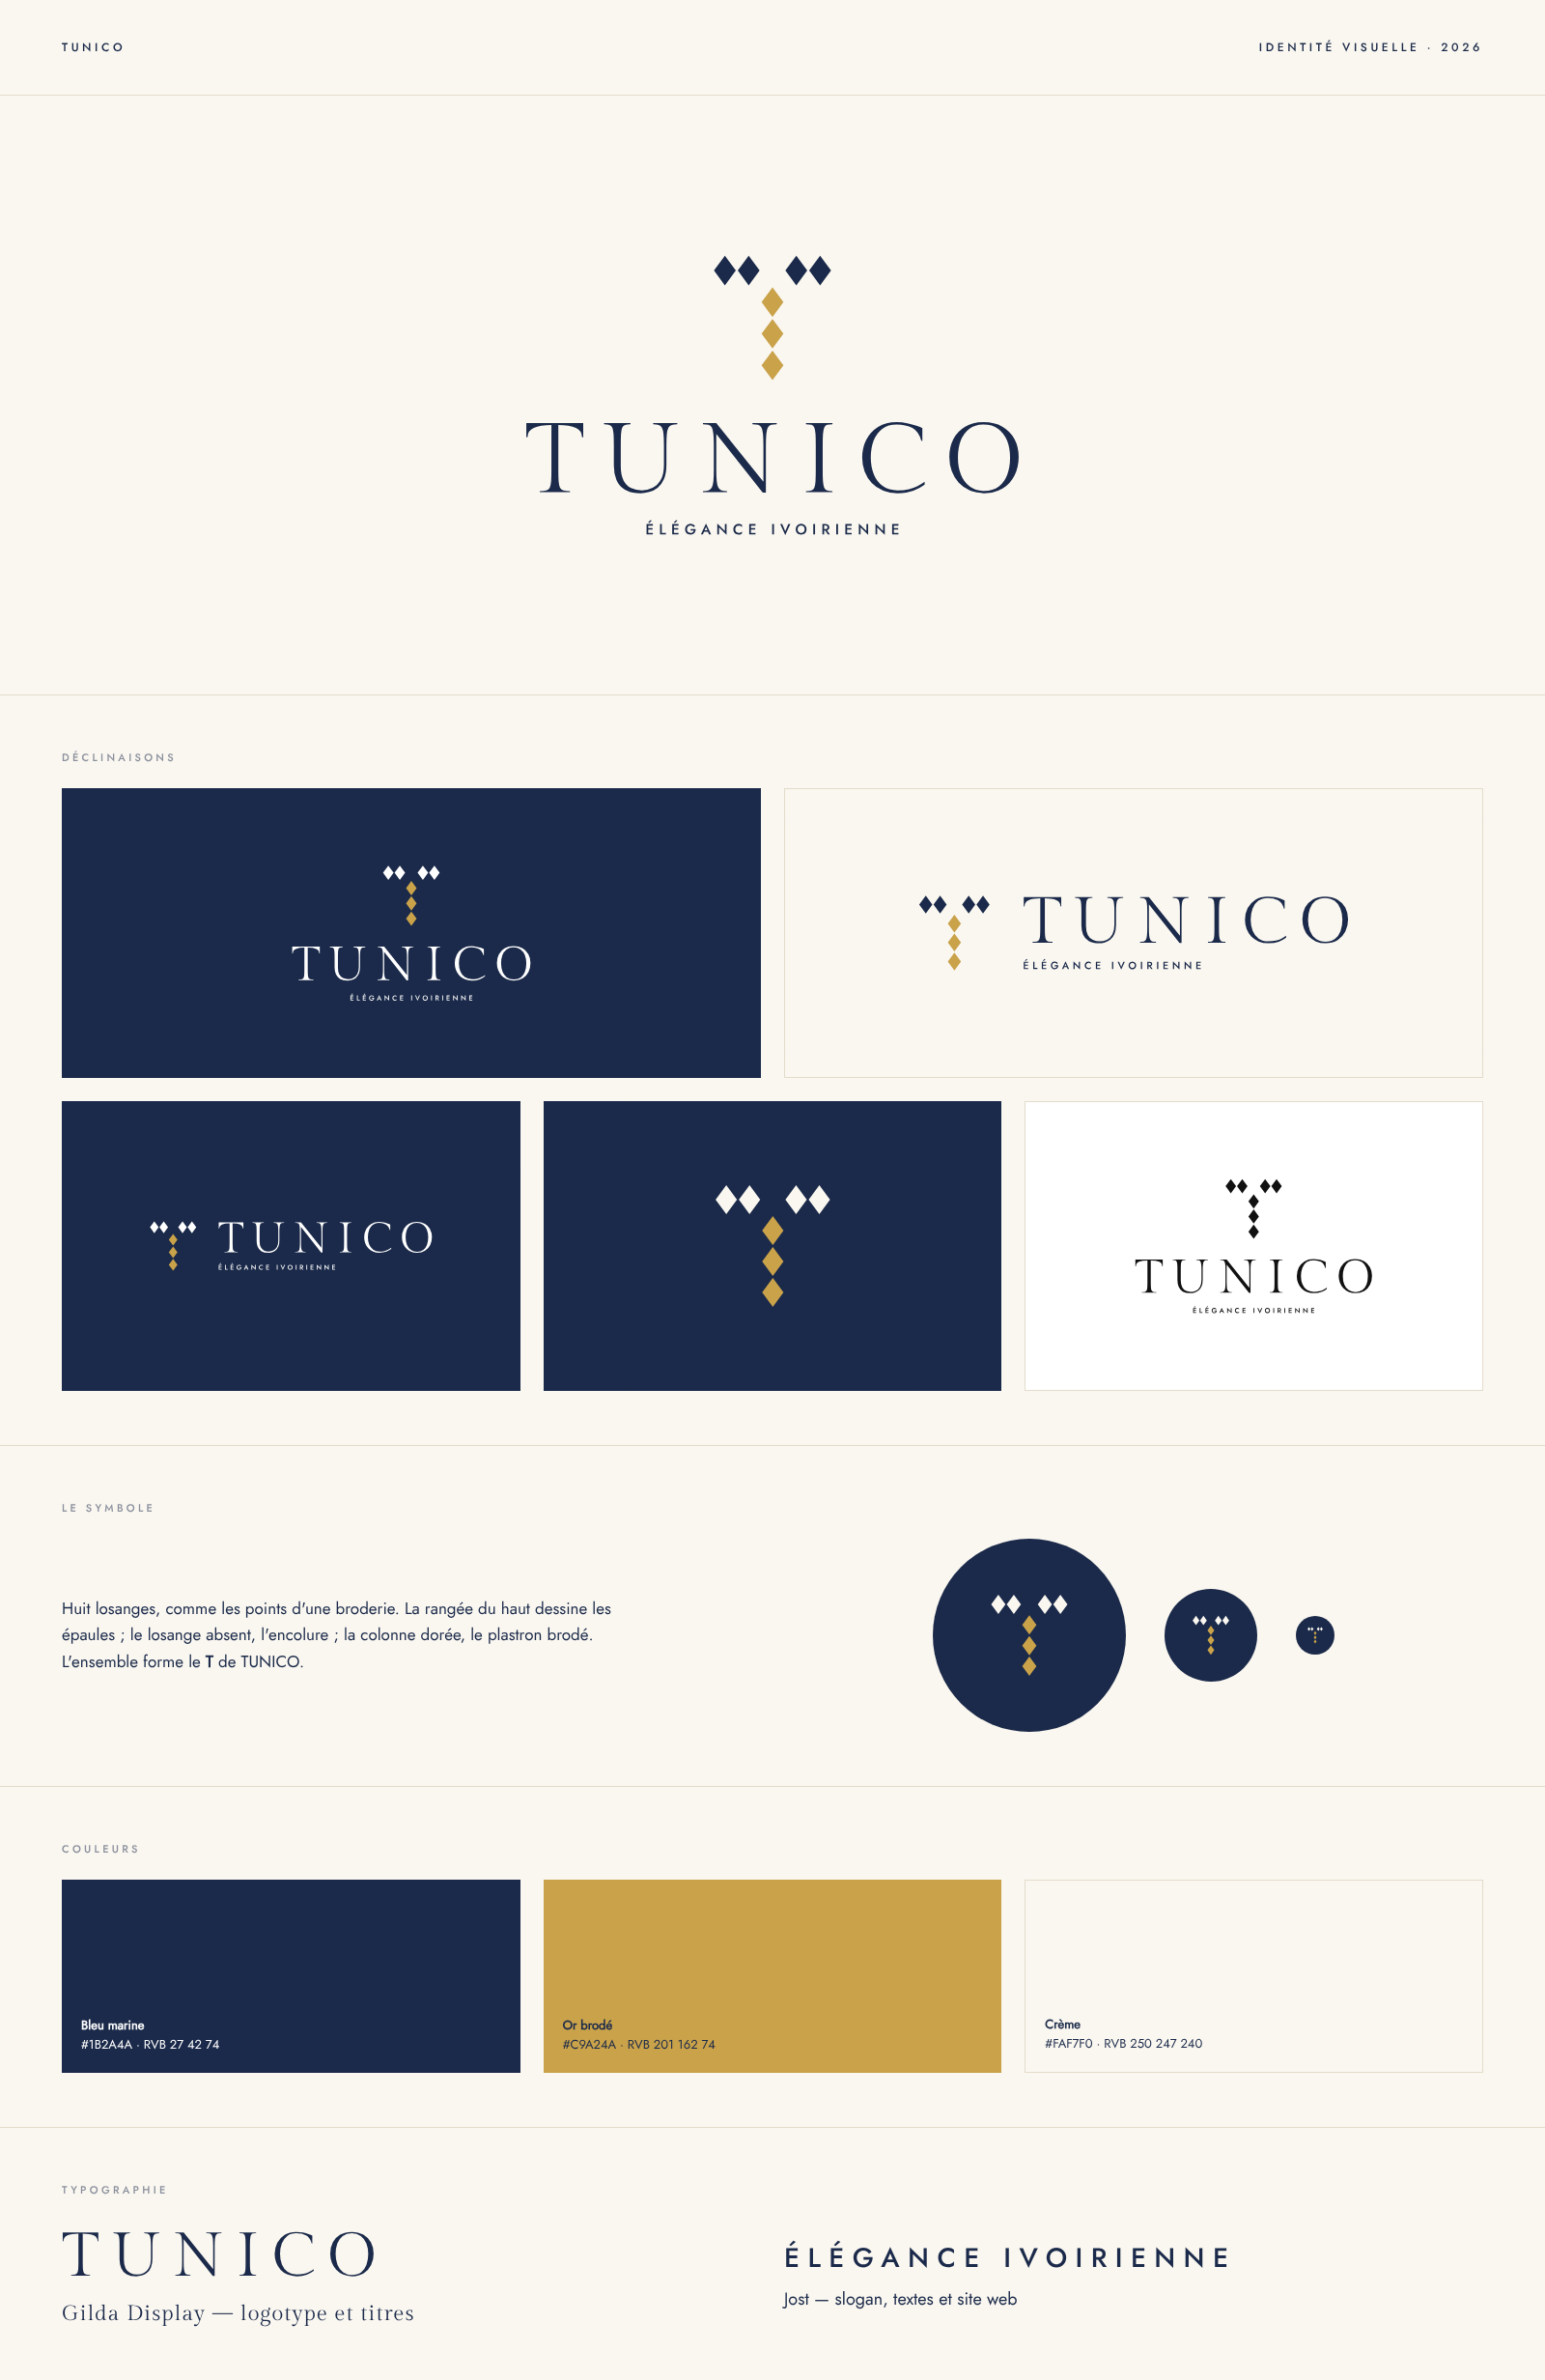 TUNICO
IDENTITÉ VISUELLE · 2026
TUNICO
ÉLÉGANCE IVOIRIENNE
DÉCLINAISONS
TUNICO
ÉLÉGANCE IVOIRIENNE
TUNICO
ÉLÉGANCE IVOIRIENNE
TUNICO
ÉLÉGANCE IVOIRIENNE
TUNICO
ÉLÉGANCE IVOIRIENNE
LE SYMBOLE
Huit losanges, comme les points d'une broderie. La rangée du haut dessine les
épaules ; le losange absent, l'encolure ; la colonne dorée, le plastron brodé.
L'ensemble forme le T de TUNICO.
COULEURS
Bleu marine
#1B2A4A · RVB 27 42 74
Or brodé
#C9A24A · RVB 201 162 74
Crème
#FAF7F0 · RVB 250 247 240
TYPOGRAPHIE
TUNICO
Gilda Display — logotype et titres
ÉLÉGANCE IVOIRIENNE
Jost — slogan, textes et site web